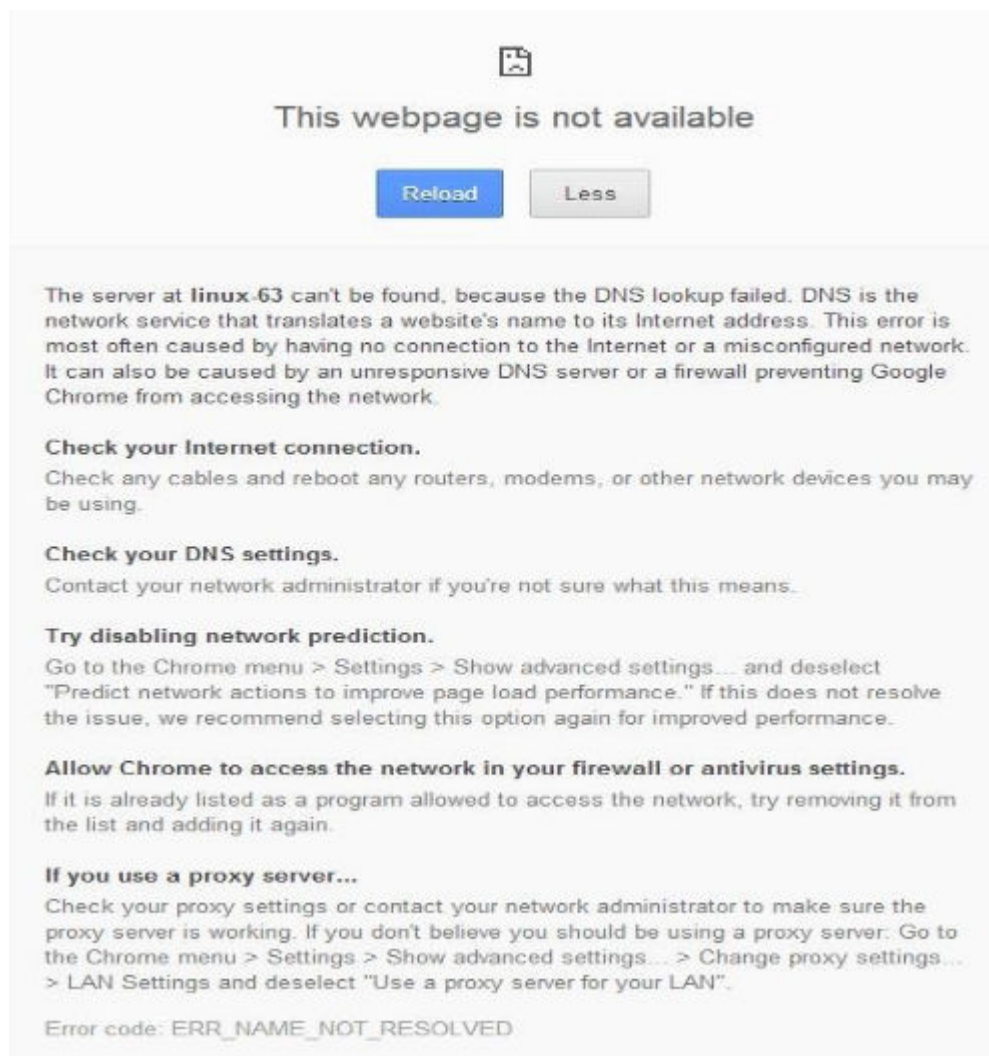 This webpage is not available
Reload Less
The server at linux-63 can't be found, because the DNS lookup failed. DNS is the
network service that translates a website's name to its Internet address. This error is
most often caused by having no connection to the Internet or a misconfigured network.
It can also be caused by an unresponsive DNS server or a firewall preventing Google
Chrome from accessing the network.
Check your Internet connection.
Check any cables and reboot any routers, modems, or other network devices you may
be using.
Check your DNS settings.
Contact your network administrator if you're not sure what this means.
Try disabling network prediction.
Go to the Chrome menu > Settings > Show advanced settings... and deselect
"Predict network actions to improve page load performance." If this does not resolve
the issue, we recommend selecting this option again for improved performance.
Allow Chrome to access the network in your firewall or antivirus settings.
If it is already listed as a program allowed to access the network, try removing it from
the list and adding it again.
If you use a proxy server...
Check your proxy settings or contact your network administrator to make sure the
proxy server is working. If you don't believe you should be using a proxy server: Go to
the Chrome menu > Settings > Show advanced settings... > Change proxy settings...
> LAN Settings and deselect "Use a proxy server for your LAN".
Error code: ERR_NAME_NOT_RESOLVED